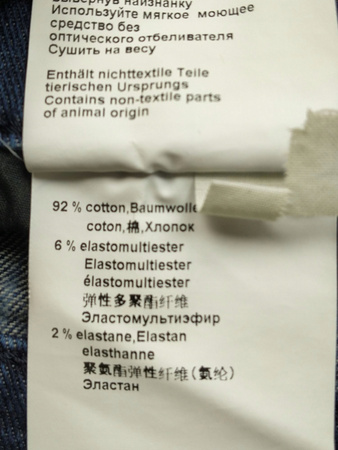 Вывернув наизнанку
Используйте мягкое моющее
средство без
оптического отбеливателя
Сушить на весу
Enthält nichttextile Teile
tierischen Ursprungs
Contains non-textile parts
of animal origin
92 % cotton,Baumwolle
coton,棉,Хлопок
6 % elastomultiester
Elastomultiester
élastomultiester
弹性多聚酯纤维
Эластомультиэфир
2 % elastane,Elastan
elasthanne
聚氨酯弹性纤维(氨纶)
Эластан